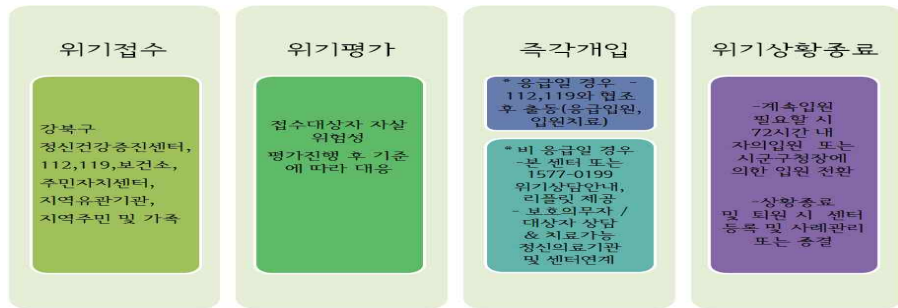 위기접수
강북구
정신건강증진센터,
112,119,보건소,
주민자치센터,
지역유관기관,
지역주민 및 가족
위기평가
접수대상자 자살
위험성
평가진행 후 기준
에 따라 대응
즉각개입
* 응급일 경우 -
112,119와 협조
후 출동(응급입원,
입원치료)
* 비 응급일 경우
-본 센터 또는
1577-0199
위기상담안내,
리플릿 제공
- 보호의무자 /
대상자 상담
& 치료가능
정신의료기관
및 센터연계
위기상황종료
-계속입원
필요할 시
72시간 내
자의입원 또는
시군구청장에
의한 입원 전환
-상황종료
및 퇴원 시 센터
등록 및 사례관리
또는 종결